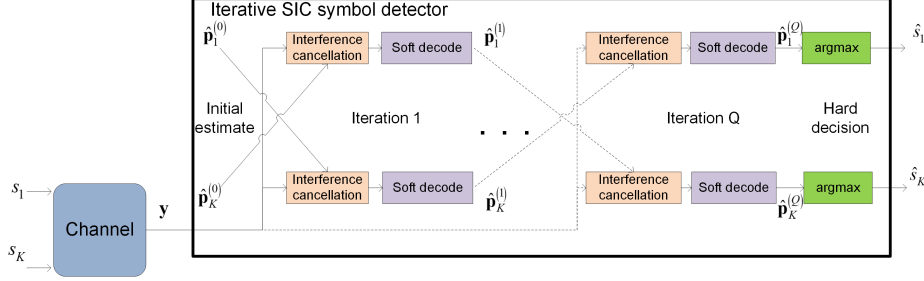 Iterative SIC symbol detector
p̂₁⁽⁰⁾
Interference cancellation
Soft decode
p̂₁⁽¹⁾
Interference cancellation
Soft decode
p̂₁⁽Q⁾
argmax
ŝ₁
Initial estimate
Iteration 1
. . .
Iteration Q
Hard decision
p̂_K⁽⁰⁾
Interference cancellation
Soft decode
p̂_K⁽¹⁾
Interference cancellation
Soft decode
p̂_K⁽Q⁾
argmax
ŝ_K
s₁
s_K
Channel
y